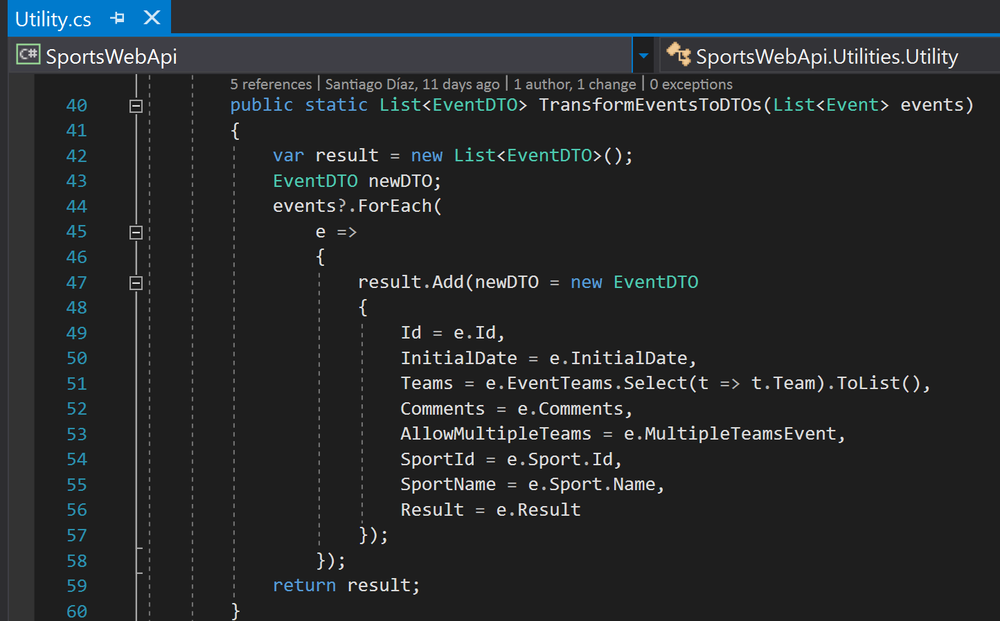 Utility.cs
C# SportsWebApi SportsWebApi.Utilities.Utility
5 references | Santiago Díaz, 11 days ago | 1 author, 1 change | 0 exceptions
40 public static List<EventDTO> TransformEventsToDTOs(List<Event> events)
41 {
42 var result = new List<EventDTO>();
43 EventDTO newDTO;
44 events?.ForEach(
45 e =>
46 {
47 result.Add(newDTO = new EventDTO
48 {
49 Id = e.Id,
50 InitialDate = e.InitialDate,
51 Teams = e.EventTeams.Select(t => t.Team).ToList(),
52 Comments = e.Comments,
53 AllowMultipleTeams = e.MultipleTeamsEvent,
54 SportId = e.Sport.Id,
55 SportName = e.Sport.Name,
56 Result = e.Result
57 });
58 });
59 return result;
60 }